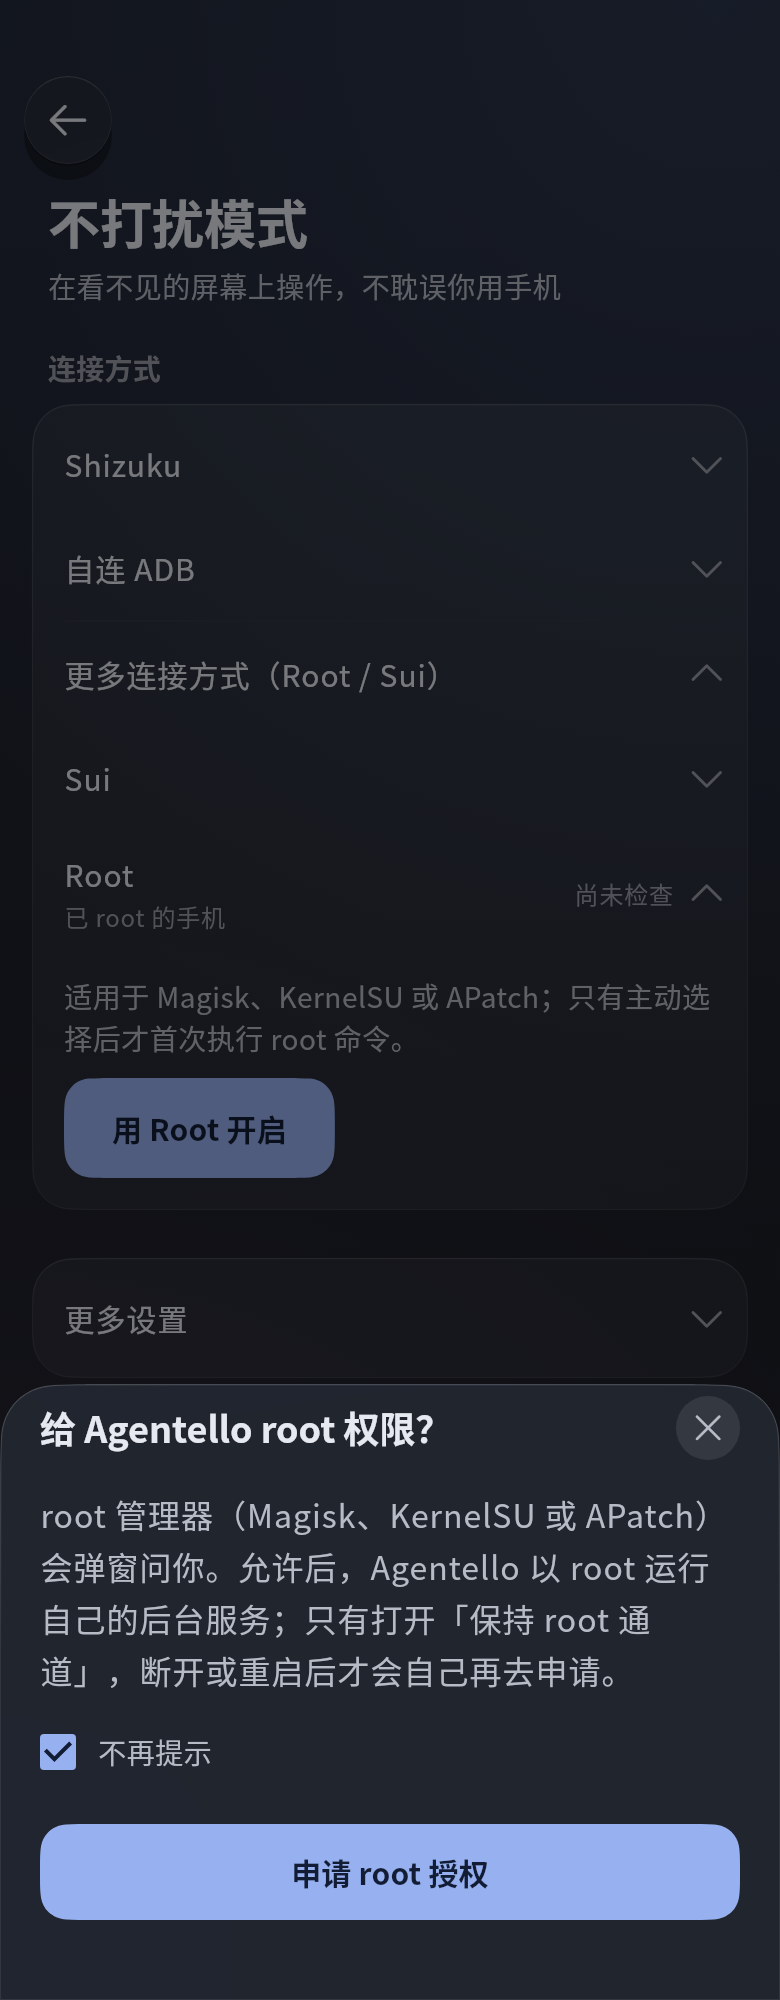 不打扰模式
在看不见的屏幕上操作，不耽误你用手机
连接方式
Shizuku
自连 ADB
更多连接方式（Root / Sui）
Sui
Root
已 root 的手机
尚未检查
适用于 Magisk、KernelSU 或 APatch；只有主动选
择后才首次执行 root 命令。
用 Root 开启
更多设置
给 Agentello root 权限?
root 管理器（Magisk、KernelSU 或 APatch）
会弹窗问你。允许后，Agentello 以 root 运行
自己的后台服务；只有打开「保持 root 通
道」，断开或重启后才会自己再去申请。
不再提示
申请 root 授权